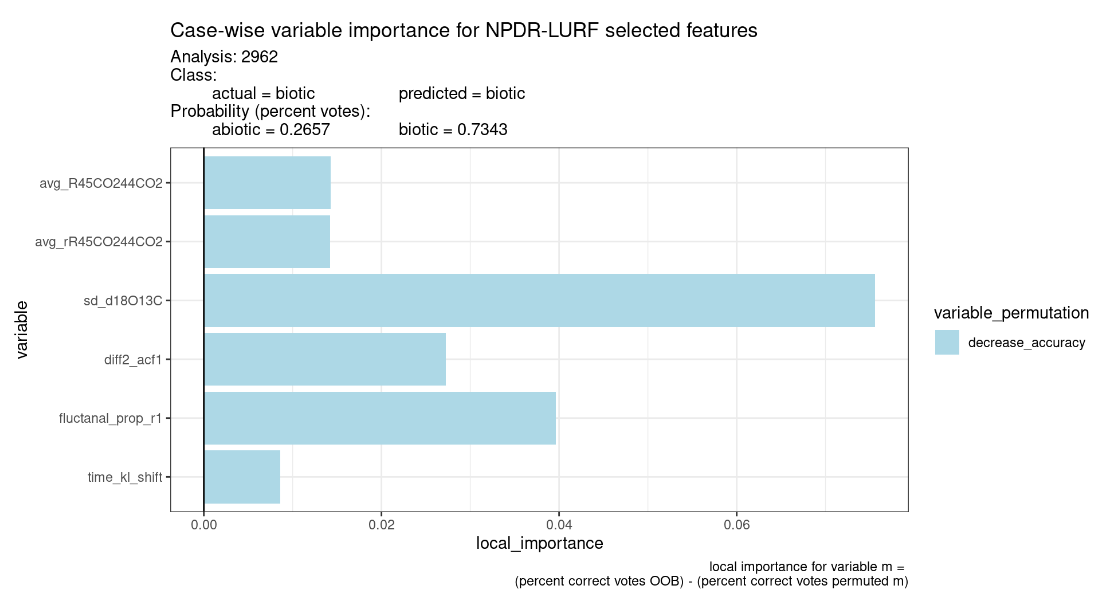 Case-wise variable importance for NPDR-LURF selected features
Analysis: 2962
Class:
actual = biotic predicted = biotic
Probability (percent votes):
abiotic = 0.2657 biotic = 0.7343
avg_R45CO244CO2
avg_rR45CO244CO2
sd_d18O13C
diff2_acf1
fluctanal_prop_r1
time_kl_shift
variable
0.00 0.02 0.04 0.06
local_importance
variable_permutation
decrease_accuracy
local importance for variable m =
(percent correct votes OOB) - (percent correct votes permuted m)